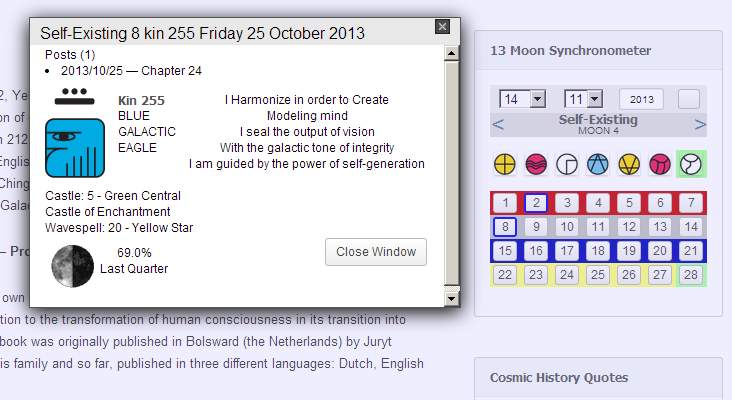 Self-Existing 8 kin 255 Friday 25 October 2013
Posts (1)
2013/10/25 — Chapter 24
Kin 255
BLUE
GALACTIC
EAGLE
I Harmonize in order to Create
Modeling mind
I seal the output of vision
With the galactic tone of integrity
I am guided by the power of self-generation
Castle: 5 - Green Central
Castle of Enchantment
Wavespell: 20 - Yellow Star
69.0%
Last Quarter
Close Window
2, Ye
on of
n 212
Englis
Ching
Galac
– Pro
own
tion to the transformation of human consciousness in its transition into
book was originally published in Bolsward (the Netherlands) by Juryt
is family and so far, published in three different languages: Dutch, English
13 Moon Synchronometer
14 11 2013
< Self-Existing >
MOON 4
1 2 3 4 5 6 7
8 9 10 11 12 13 14
15 16 17 18 19 20 21
22 23 24 25 26 27 28
Cosmic History Quotes